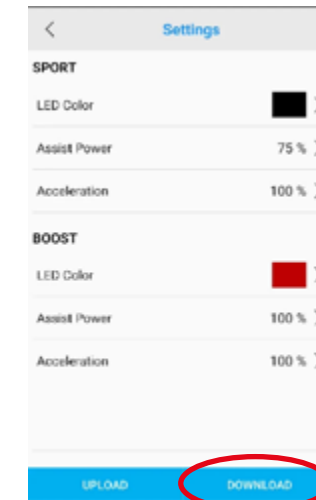 Settings
SPORT
LED Color
Assist Power 75 %
Acceleration 100 %
BOOST
LED Color
Assist Power 100 %
Acceleration 100 %
UPLOAD DOWNLOAD